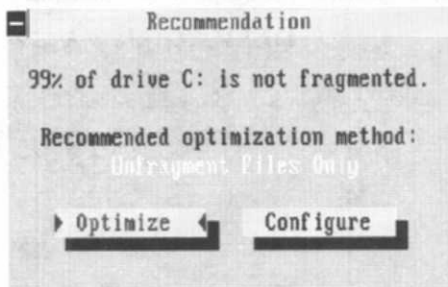 Recommendation
99% of drive C: is not fragmented.
Recommended optimization method:
Unfragment Files Only
Optimize
Configure